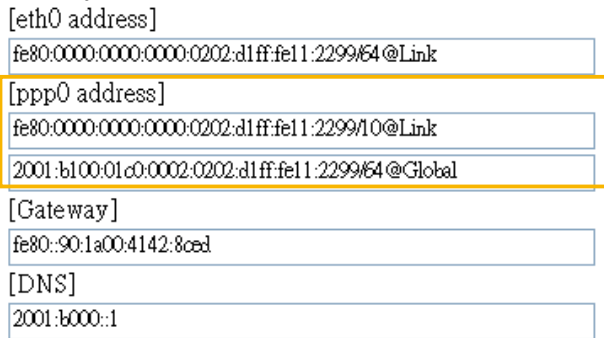 [eth0 address]
fe80:0000:0000:0000:0202:d1ff:fe11:2299/64@Link
[ppp0 address]
fe80:0000:0000:0000:0202:d1ff:fe11:2299/10@Link
2001:b100:01c0:0002:0202:d1ff:fe11:2299/64@Global
[Gateway]
fe80::90:1a00:4142:8ced
[DNS]
2001:b000::1